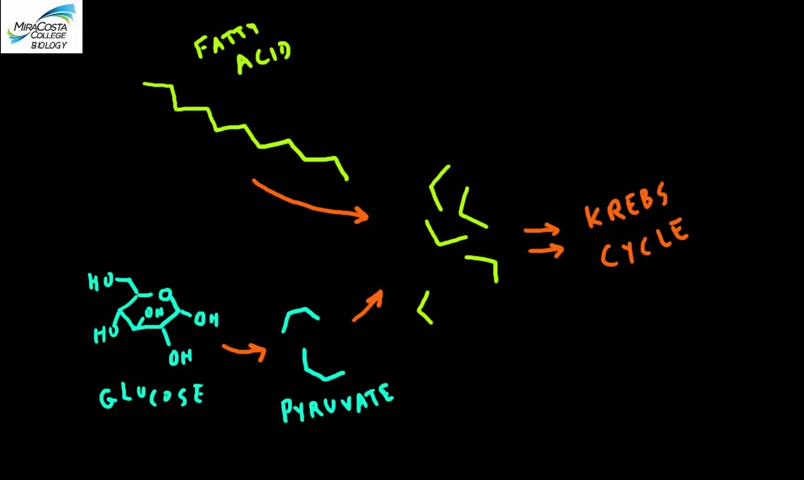 MIRACOSTA
COLLEGE
BIOLOGY
FATTY
ACID
KREBS
CYCLE
HO
O
OH
HO
OH
OH
GLUCOSE
PYRUVATE